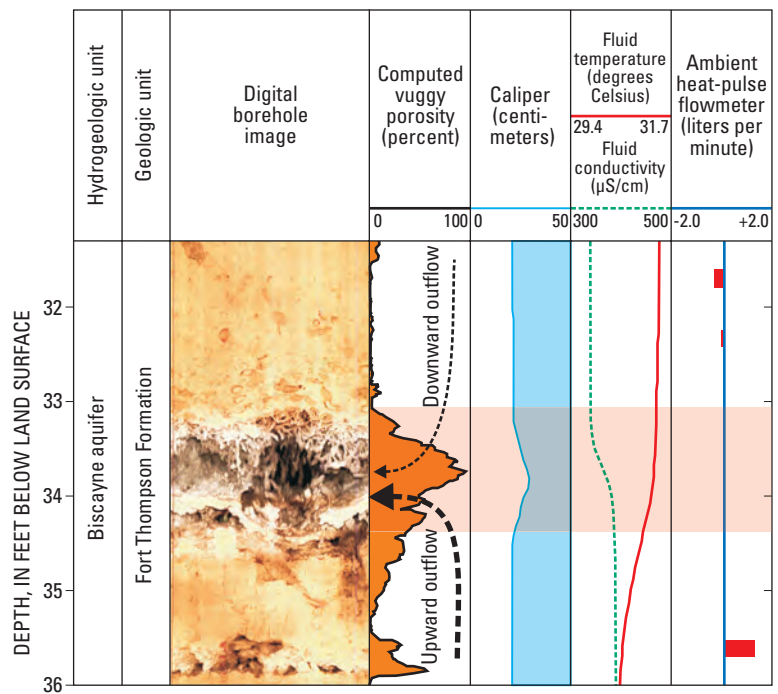 Hydrogeologic unit
Geologic unit
Digital
borehole
image
Computed
vuggy
porosity
(percent)
0 100
Caliper
(centi-
meters)
0 50
Fluid
temperature
(degrees
Celsius)
29.4 31.7
Fluid
conductivity
(µS/cm)
300 500
Ambient
heat-pulse
flowmeter
(liters per
minute)
-2.0 +2.0
DEPTH, IN FEET BELOW LAND SURFACE
32
33
34
35
36
Biscayne aquifer
Fort Thompson Formation
Downward outflow
Upward outflow